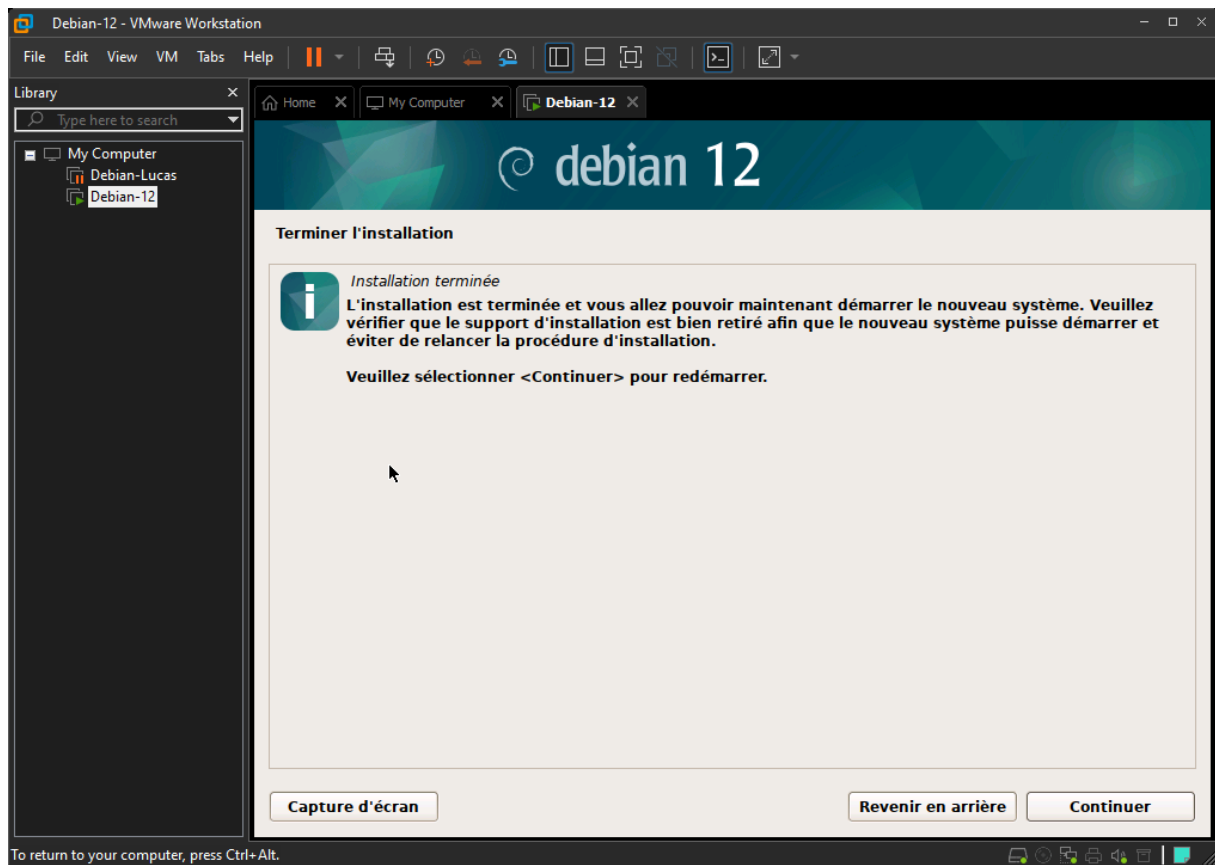 Debian-12 - VMware Workstation
File Edit View VM Tabs Help
Library
Type here to search
My Computer
Debian-Lucas
Debian-12
Home
My Computer
Debian-12
debian 12
Terminer l'installation
Installation terminée
L'installation est terminée et vous allez pouvoir maintenant démarrer le nouveau système. Veuillez
vérifier que le support d'installation est bien retiré afin que le nouveau système puisse démarrer et
éviter de relancer la procédure d'installation.
Veuillez sélectionner <Continuer> pour redémarrer.
Capture d'écran
Revenir en arrière
Continuer
To return to your computer, press Ctrl+Alt.